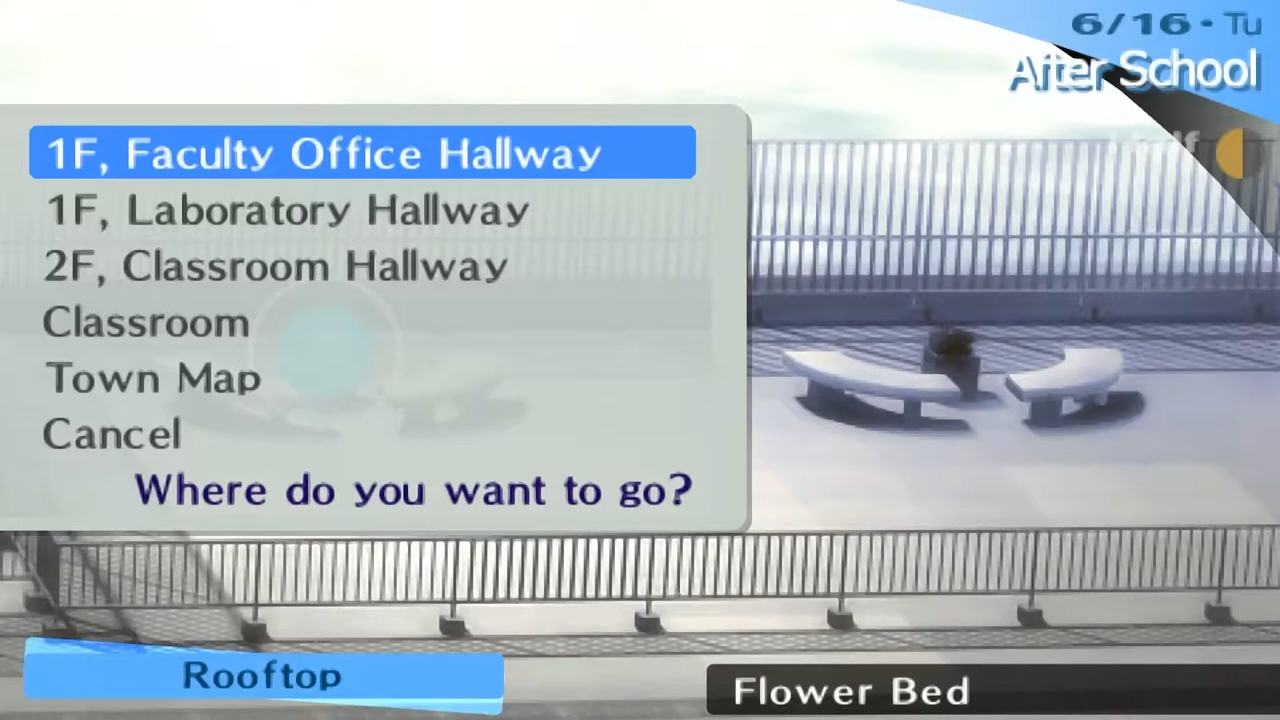 6/16 · Tu
After School
1F, Faculty Office Hallway
1F, Laboratory Hallway
2F, Classroom Hallway
Classroom
Town Map
Cancel
Where do you want to go?
Rooftop
Flower Bed